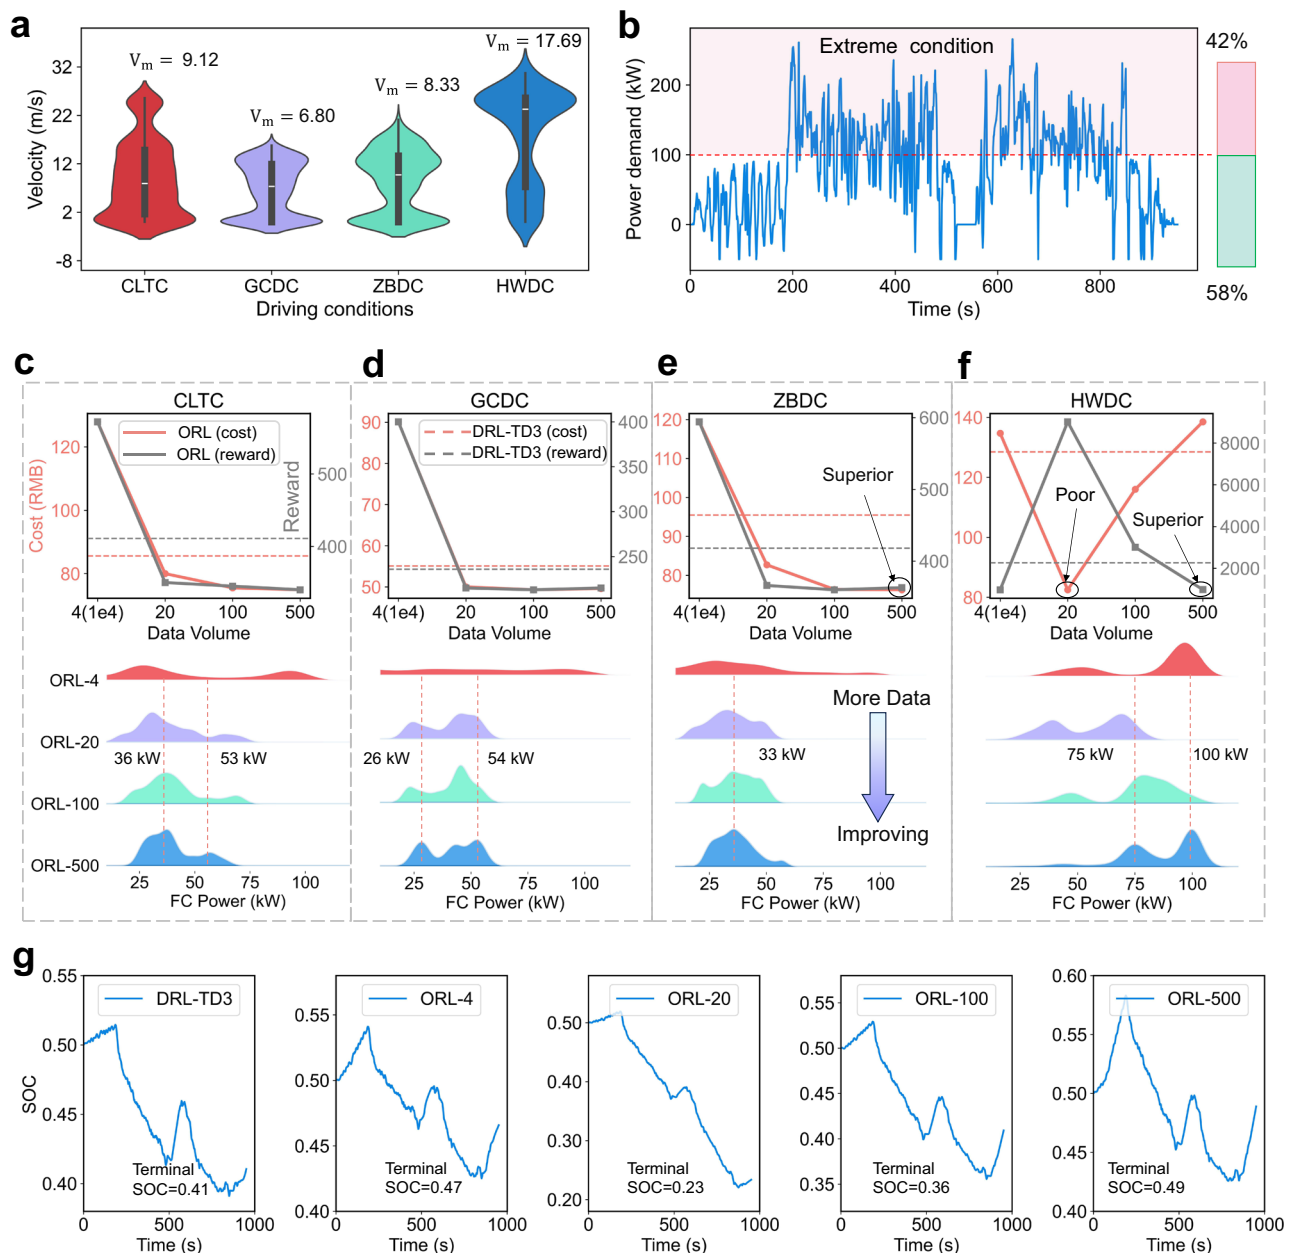 a
V_m = 9.12
V_m = 6.80
V_m = 8.33
V_m = 17.69
32
22
12
2
-8
Velocity (m/s)
CLTC
GCDC
ZBDC
HWDC
Driving conditions
b
Extreme condition
200
100
0
Power demand (kW)
0
200
400
600
800
Time (s)
42%
58%
c
CLTC
ORL (cost)
ORL (reward)
120
100
80
Cost (RMB)
500
400
Reward
4(1e4)
20
100
500
Data Volume
d
GCDC
DRL-TD3 (cost)
DRL-TD3 (reward)
90
80
70
60
50
400
350
300
250
4(1e4)
20
100
500
Data Volume
e
ZBDC
Superior
120
110
100
90
80
600
500
400
4(1e4)
20
100
500
Data Volume
f
HWDC
Poor
Superior
140
120
100
80
8000
6000
4000
2000
4(1e4)
20
100
500
Data Volume
ORL-4
ORL-20
ORL-100
ORL-500
36 kW
53 kW
25
50
75
100
FC Power (kW)
26 kW
54 kW
25
50
75
100
FC Power (kW)
33 kW
More Data
Improving
25
50
75
100
FC Power (kW)
75 kW
100 kW
25
50
75
100
FC Power (kW)
g
SOC
0.55
0.50
0.45
0.40
DRL-TD3
Terminal
SOC=0.41
0
500
1000
Time (s)
0.55
0.50
0.45
0.40
ORL-4
Terminal
SOC=0.47
0
500
1000
Time (s)
0.50
0.40
0.30
0.20
ORL-20
Terminal
SOC=0.23
0
500
1000
Time (s)
0.55
0.50
0.45
0.40
0.35
ORL-100
Terminal
SOC=0.36
0
500
1000
Time (s)
0.60
0.55
0.50
0.45
0.40
ORL-500
Terminal
SOC=0.49
0
500
1000
Time (s)